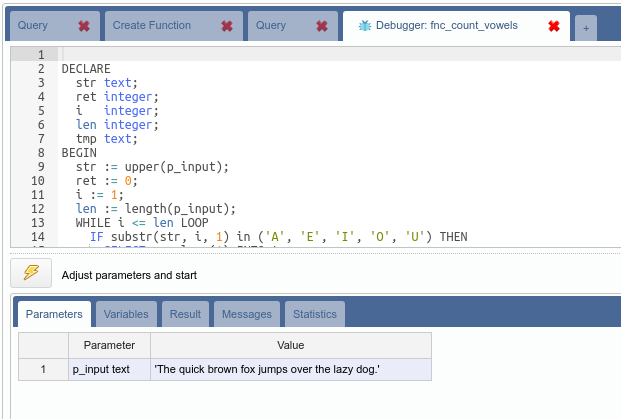 Query Create Function Query Debugger: fnc_count_vowels +
1
2 DECLARE
3 str text;
4 ret integer;
5 i integer;
6 len integer;
7 tmp text;
8 BEGIN
9 str := upper(p_input);
10 ret := 0;
11 i := 1;
12 len := length(p_input);
13 WHILE i <= len LOOP
14 IF substr(str, i, 1) in ('A', 'E', 'I', 'O', 'U') THEN
Adjust parameters and start
Parameters Variables Result Messages Statistics
Parameter Value
1 p_input text 'The quick brown fox jumps over the lazy dog.'